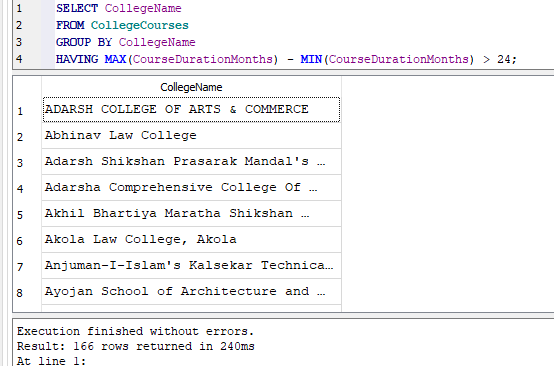 1 SELECT CollegeName
2 FROM CollegeCourses
3 GROUP BY CollegeName
4 HAVING MAX(CourseDurationMonths) - MIN(CourseDurationMonths) > 24;
CollegeName
1 ADARSH COLLEGE OF ARTS & COMMERCE
2 Abhinav Law College
3 Adarsh Shikshan Prasarak Mandal's …
4 Adarsha Comprehensive College Of …
5 Akhil Bhartiya Maratha Shikshan …
6 Akola Law College, Akola
7 Anjuman-I-Islam's Kalsekar Technica…
8 Ayojan School of Architecture and …
Execution finished without errors.
Result: 166 rows returned in 240ms
At line 1: